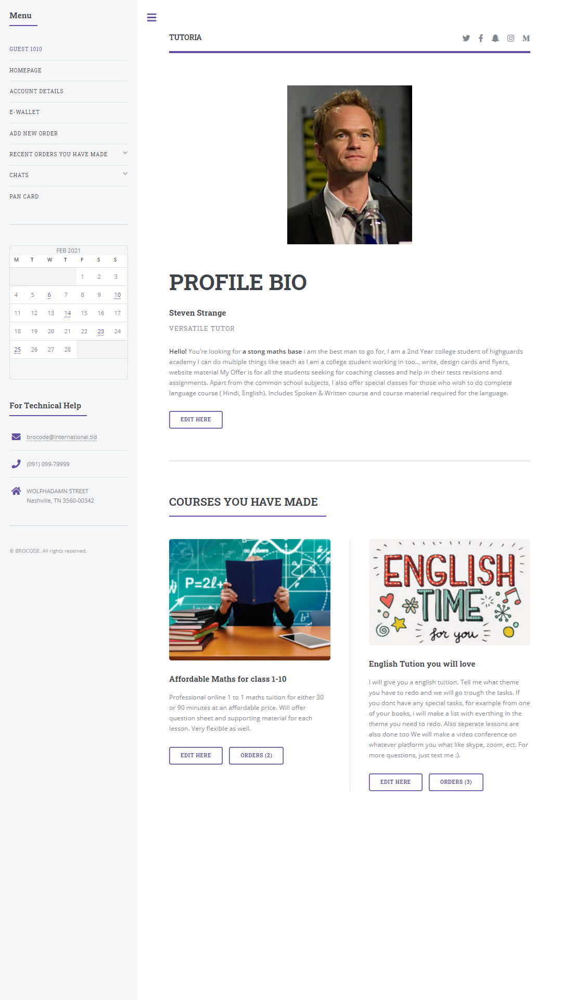 Menu
GUEST 1010
HOMEPAGE
ACCOUNT DETAILS
E-WALLET
ADD NEW ORDER
RECENT ORDERS YOU HAVE MADE
CHATS
PAN CARD
FEB 2021
M T W T F S S
1 2 3
4 5 6 7 8 9 10
11 12 13 14 15 16 17
18 19 20 21 22 23 24
25 26 27 28
For Technical Help
brocode@international.tld
(091) 099-79999
WOLFHADAMN STREET
Nashville, TN 3560-00342
© BROCODE. All rights reserved.
TUTORIA
M
PROFILE BIO
Steven Strange
VERSATILE TUTOR
Hello! You're looking for a stong maths base i am the best man to go for, I am a 2nd Year college student of highguards
academy I can do multiple things like teach as I am a college student working in too.., write, design cards and flyers,
website material My Offer is for all the students seeking for coaching classes and help in their tests revisions and
assignments. Apart from the common school subjects, I also offer special classes for those who wish to do complete
language course ( Hindi, English). Includes Spoken & Written course and course material required for the language.
EDIT HERE
COURSES YOU HAVE MADE
sphere
P=2ℓ+
b²
Affordable Maths for class 1-10
Professional online 1 to 1 maths tuition for either 30
or 90 minutes at an affordable price. Will offer
question sheet and supporting material for each
lesson. Very flexible as well.
EDIT HERE ORDERS (2)
ENGLISH
TIME
for you
English Tution you will love
I will give you a english tuition. Tell me what theme
you have to redo and we will go trough the tasks. If
you dont have any special tasks, for example from one
of your books, i will make a list with everthing in the
theme you need to redo. Also seperate lessons are
also done too We will make a video conference on
whatever platform you what like skype, zoom, ect. For
more questions, just text me :).
EDIT HERE ORDERS (3)